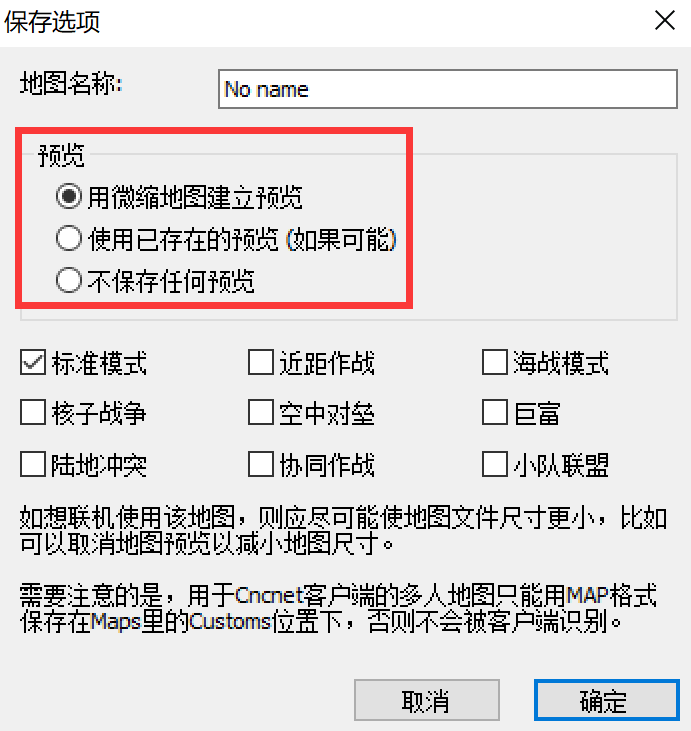 保存选项
地图名称:
No name
预览
用微缩地图建立预览
使用已存在的预览 (如果可能)
不保存任何预览
标准模式 近距作战 海战模式
核子战争 空中对垒 巨富
陆地冲突 协同作战 小队联盟
如想联机使用该地图，则应尽可能使地图文件尺寸更小，比如
可以取消地图预览以减小地图尺寸。
需要注意的是，用于Cncnet客户端的多人地图只能用MAP格式
保存在Maps里的Customs位置下，否则不会被客户端识别。
取消 确定